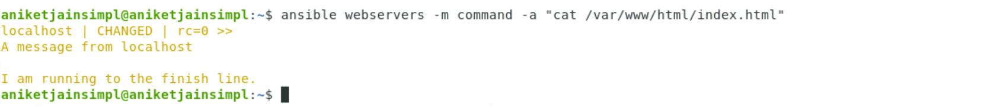 aniketjainsimpl@aniketjainsimpl:~$ ansible webservers -m command -a "cat /var/www/html/index.html"
localhost | CHANGED | rc=0 >>
A message from localhost

I am running to the finish line.
aniketjainsimpl@aniketjainsimpl:~$